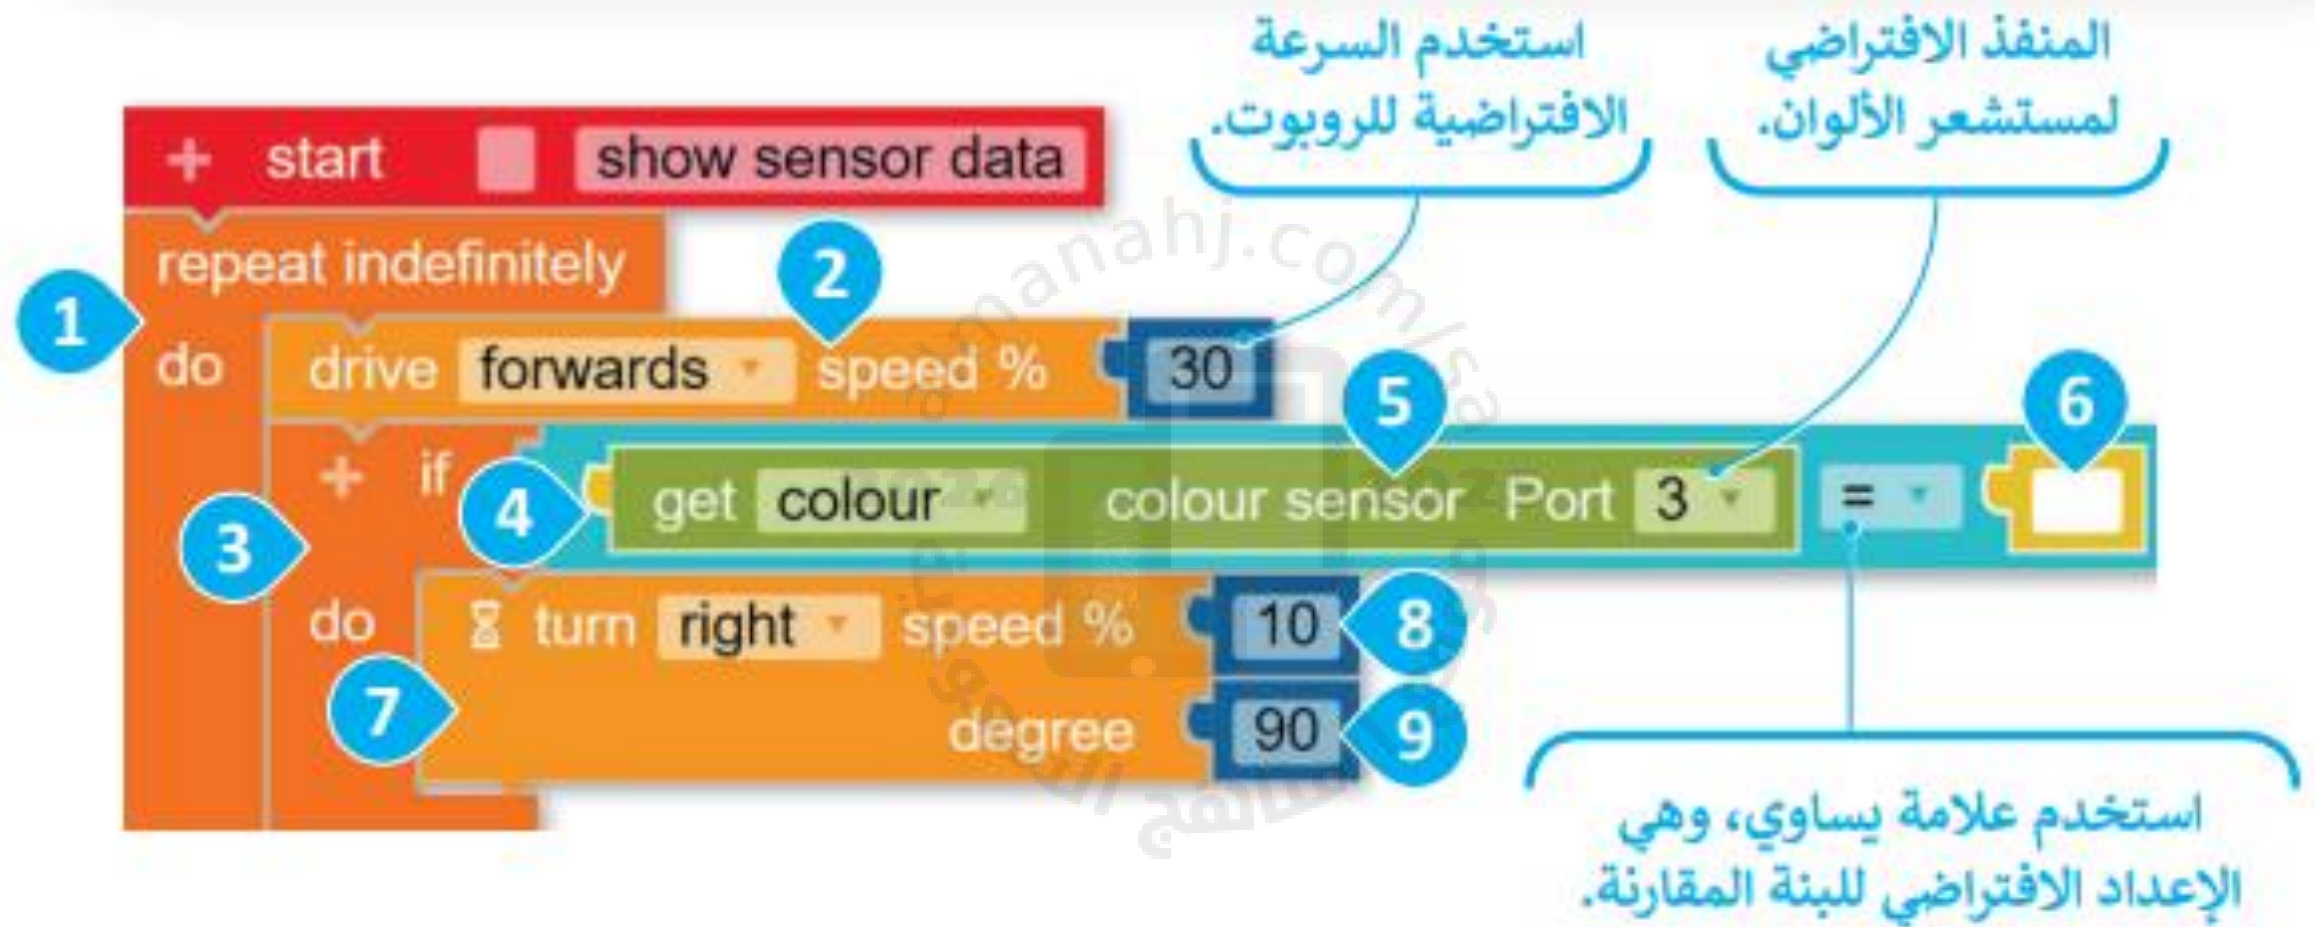 استخدم السرعة
الافتراضية للروبوت.
المنفذ الافتراضي
لمستشعر الألوان.
+ start show sensor data
repeat indefinitely
1
2
do drive forwards speed % 30
3
+ if 4 get colour colour sensor Port 3 = 
5
6
do turn right speed % 10
7
8
degree 90
9
استخدم علامة يساوي، وهي
الإعداد الافتراضي للبنة المقارنة.